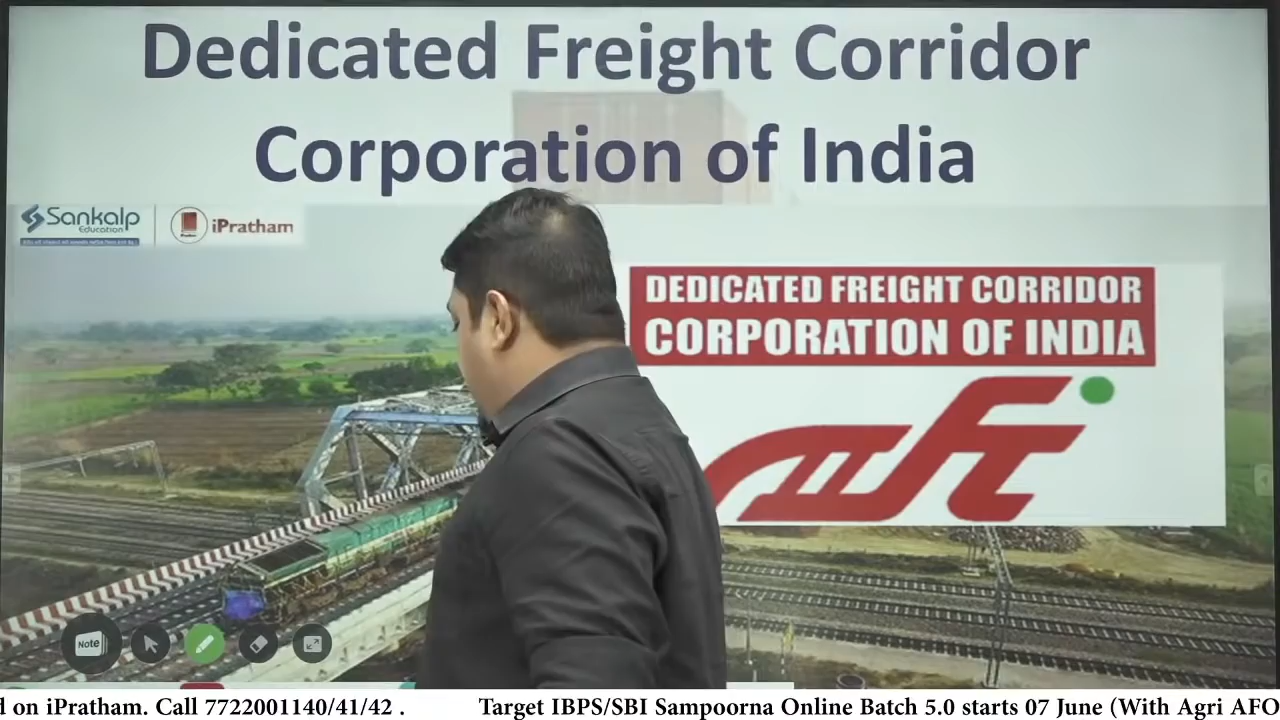 Dedicated Freight Corridor
Corporation of India
Sankalp
Education
iPratham
DEDICATED FREIGHT CORRIDOR
CORPORATION OF INDIA
Note
d on iPratham. Call 7722001140/41/42 .
Target IBPS/SBI Sampoorna Online Batch 5.0 starts 07 June (With Agri AFO